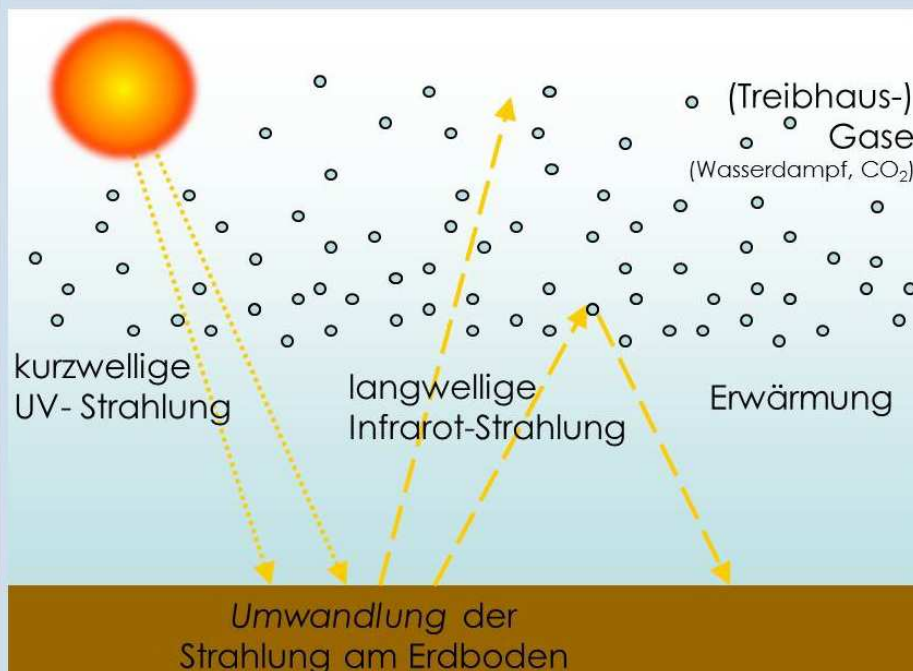 (Treibhaus-)
Gase
(Wasserdampf, CO₂)
kurzwellige
UV- Strahlung
langwellige
Infrarot-Strahlung
Erwärmung
Umwandlung der
Strahlung am Erdboden